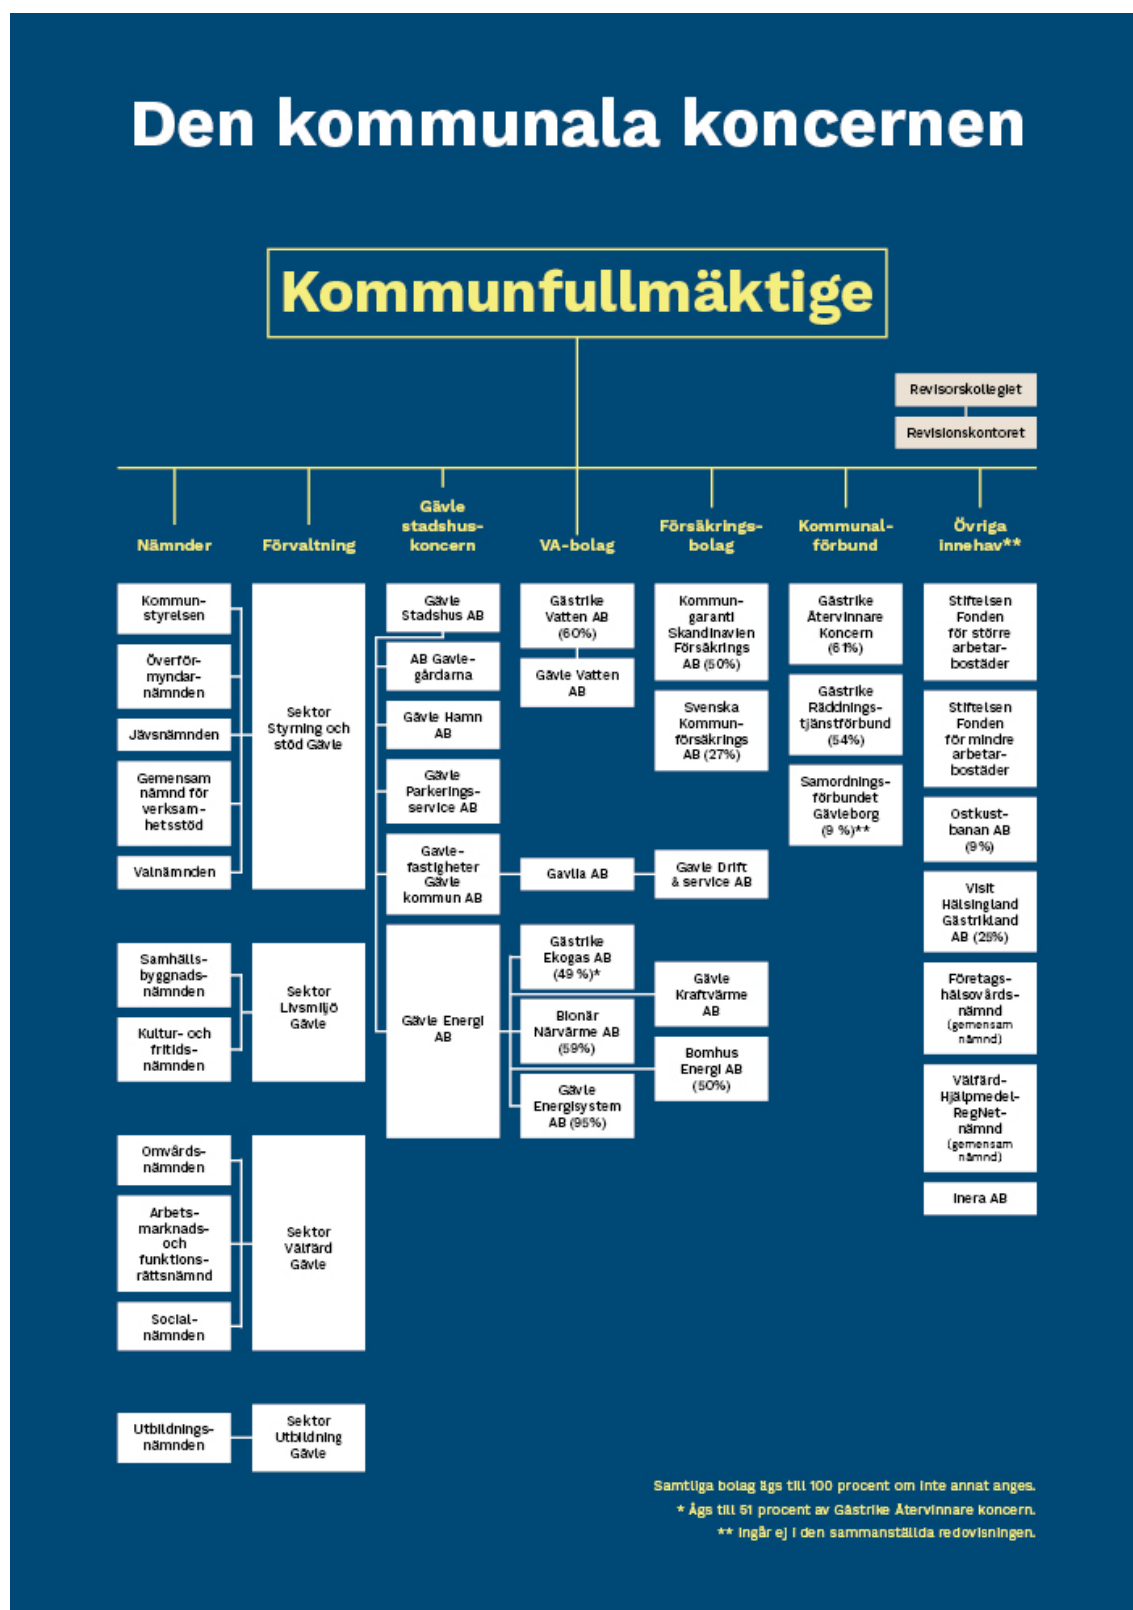 Den kommunala koncernen
Kommunfullmäktige
Revisorskollegiet
Revisionskontoret
Nämnder
Förvaltning
Gävle
stadshus-
koncern
VA-bolag
Försäkrings-
bolag
Kommunal-
förbund
Övriga
innehav**
Kommun-
styrelsen
Överför-
myndar-
nämnden
Jävsnämnden
Gemensam
nämnd för
verksam-
hetsstöd
Valnämnden
Sektor
Styrning och
stöd Gävle
Samhälls-
byggnads-
nämnden
Kultur- och
fritids-
nämnden
Sektor
Livsmiljö
Gävle
Omvårds-
nämnden
Arbets-
marknads-
och
funktions-
rättsnämnd
Social-
nämnden
Sektor
Välfärd
Gävle
Utbildnings-
nämnden
Sektor
Utbildning
Gävle
Gävle
Stadshus AB
AB Gavle-
gårdarna
Gävle Hamn
AB
Gävle
Parkerings-
service AB
Gavle-
fastigheter
Gävle
kommun AB
Gavlia AB
Gavle Drift
& service AB
Gävle Energi
AB
Gästrike
Ekogas AB
(49 %)*
Bionär
Närvärme AB
(59%)
Gävle
Energisystem
AB (95%)
Gävle
Kraftvärme
AB
Bomhus
Energi AB
(50%)
Gästrike
Vatten AB
(60%)
Gävle Vatten
AB
Kommun-
garanti
Skandinavien
Försäkrings
AB (50%)
Svenska
Kommun-
försäkrings
AB (27%)
Gästrike
Återvinnare
Koncern
(61%)
Gästrike
Räddnings-
tjänstförbund
(54%)
Samordnings-
förbundet
Gävleborg
(9 %)**
Stiftelsen
Fonden
för större
arbetar-
bostäder
Stiftelsen
Fonden
för mindre
arbetar-
bostäder
Ostkust-
banan AB
(9%)
Visit
Hälsingland
Gästrikland
AB (25%)
Företags-
hälsovårds-
nämnd
(gemensam
nämnd)
Välfärd-
Hjälpmedel-
RegNet-
nämnd
(gemensam
nämnd)
Inera AB
Samtliga bolag ägs till 100 procent om inte annat anges.
* Ägs till 51 procent av Gästrike Återvinnare koncern.
** Ingår ej i den sammanställda redovisningen.